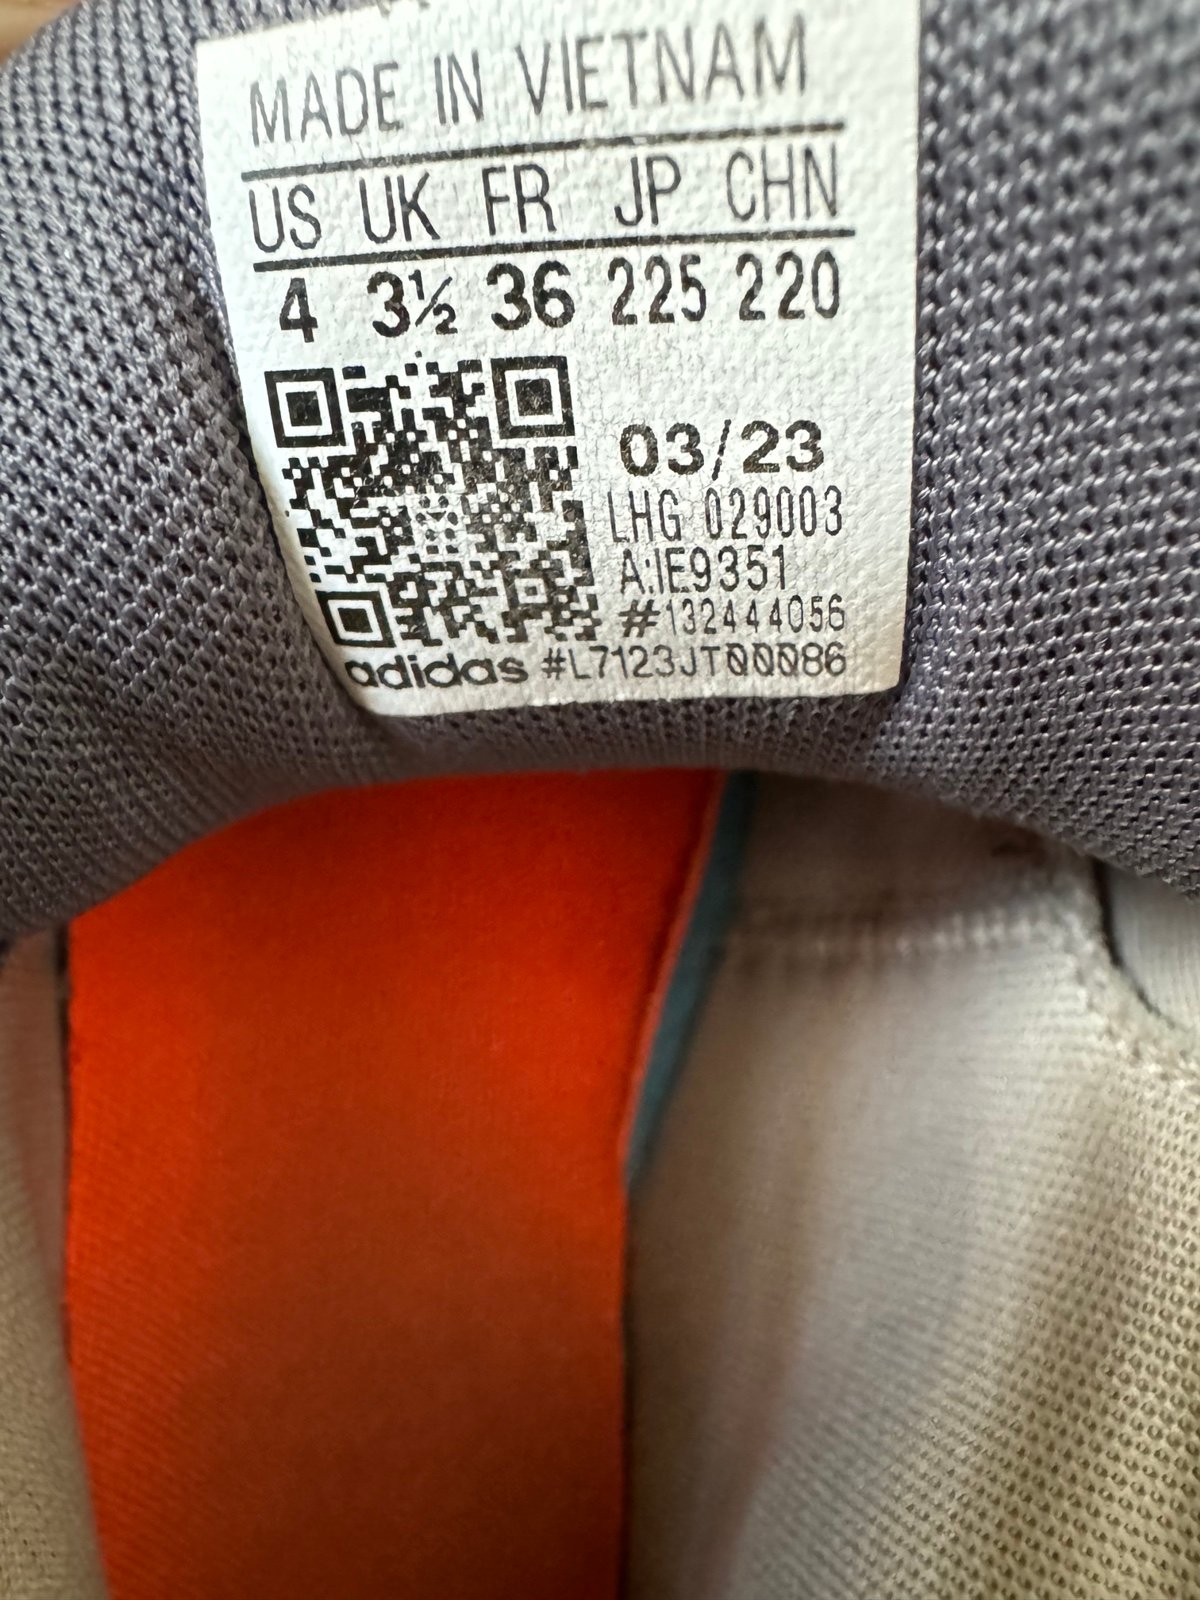 MADE IN VIETNAM
US UK FR JP CHN
4 3½ 36 225 220
03/23
LHG 029003
A:IE9351
#132444056
adidas #L7123JT00086